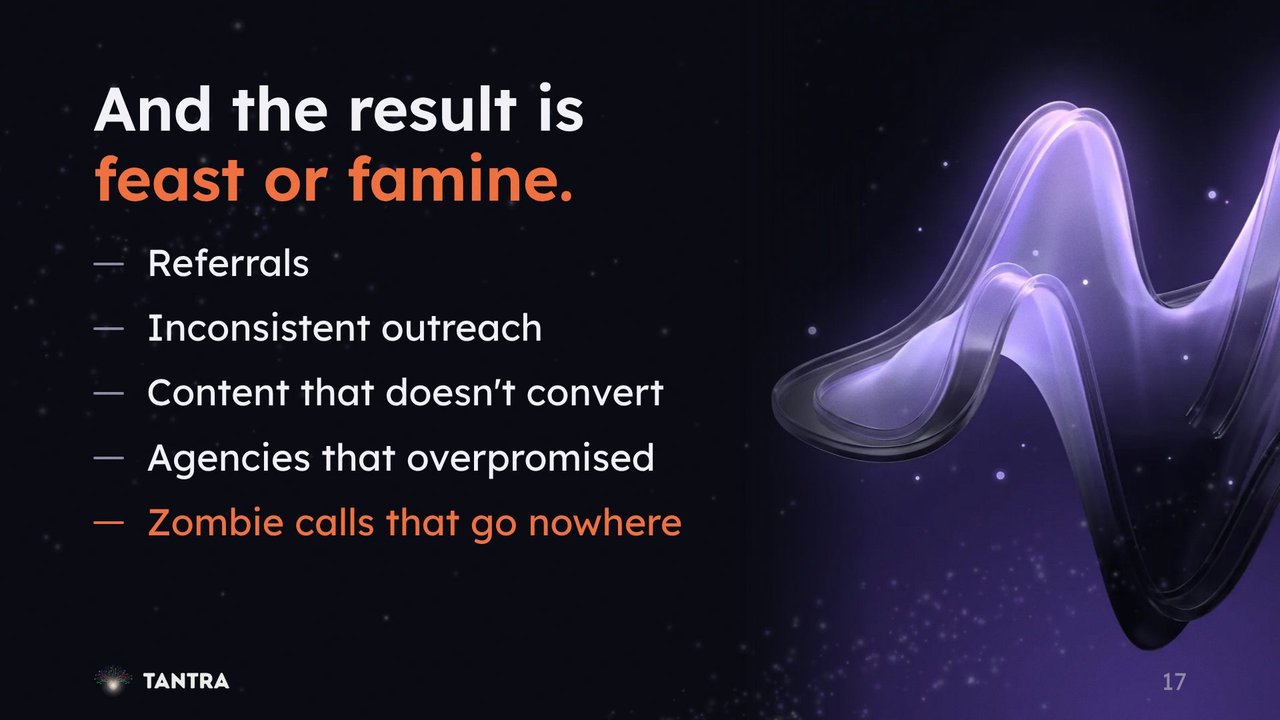 And the result is
feast or famine.
— Referrals
— Inconsistent outreach
— Content that doesn't convert
— Agencies that overpromised
— Zombie calls that go nowhere
TANTRA
17